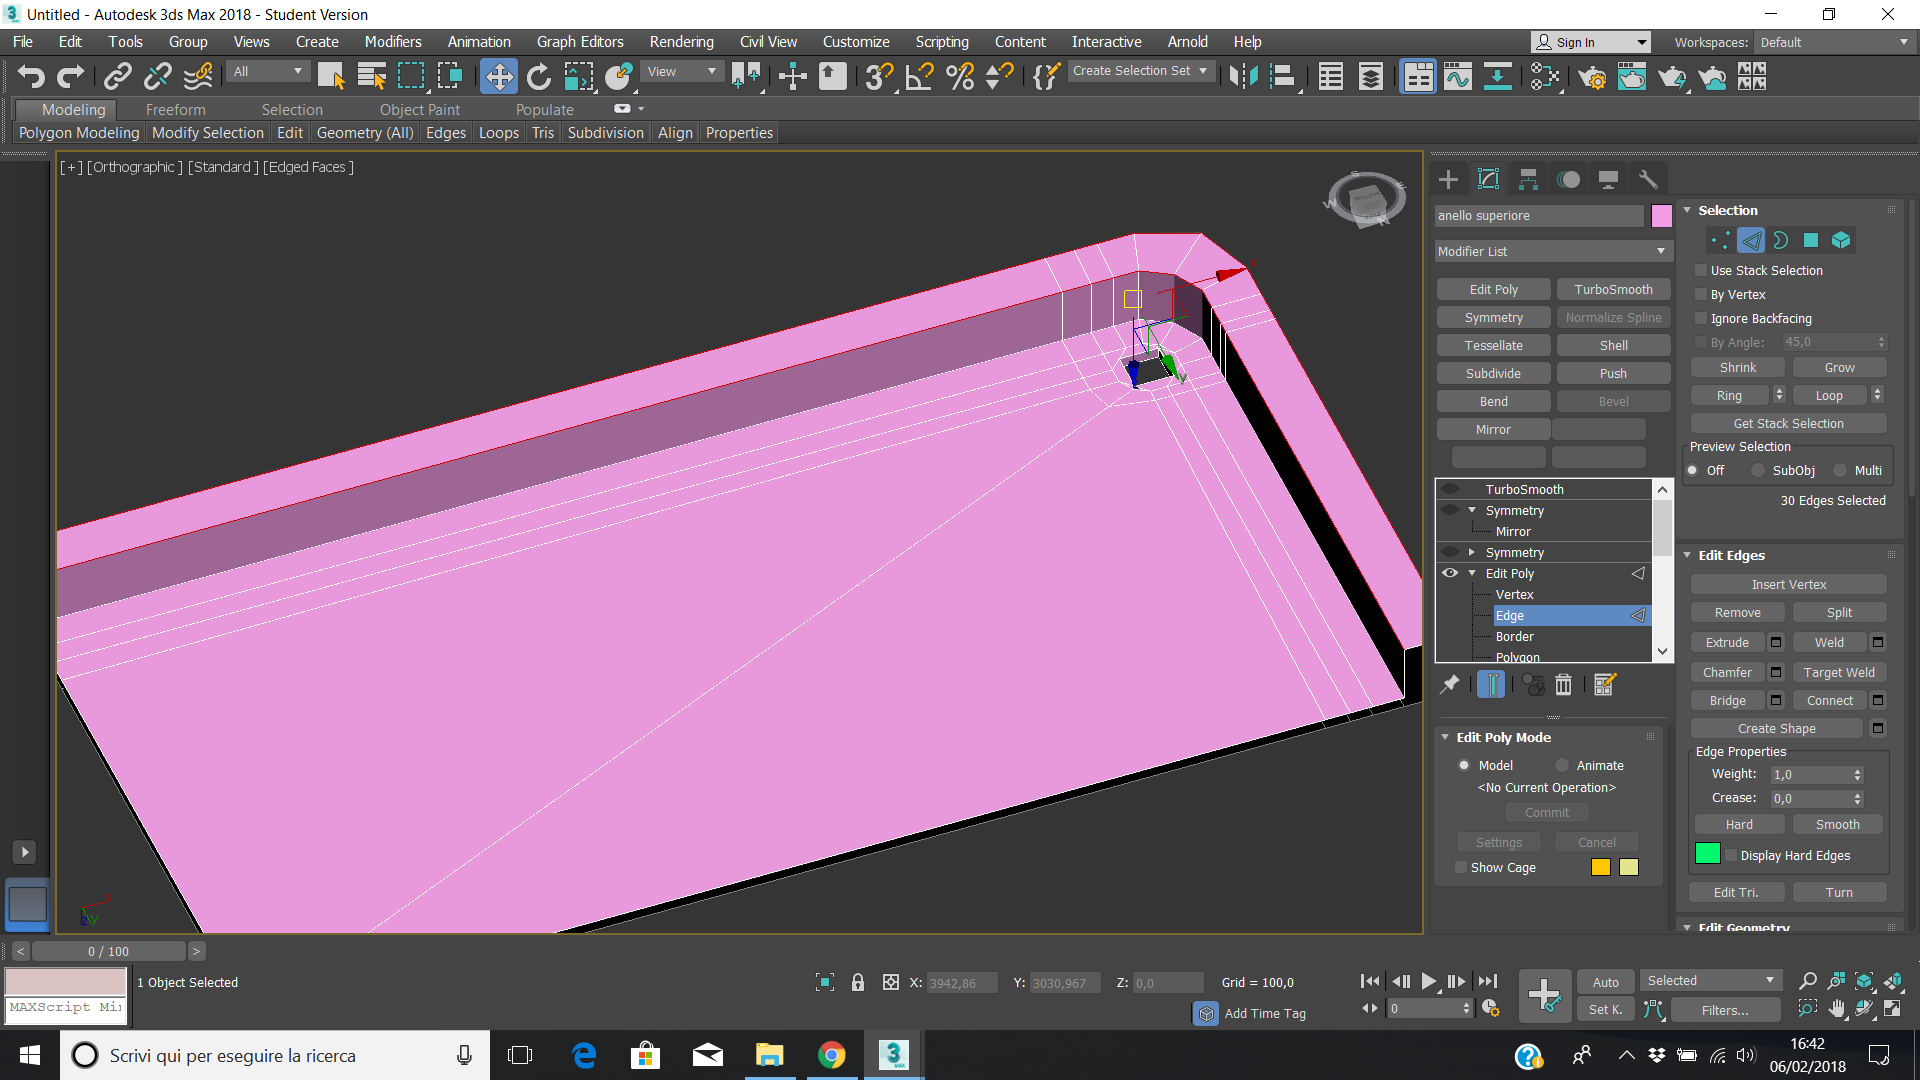 Untitled - Autodesk 3ds Max 2018 - Student Version
File Edit Tools Group Views Create Modifiers Animation Graph Editors Rendering Civil View Customize Scripting Content Interactive Arnold Help Sign In Workspaces: Default
All View Create Selection Set
Modeling Freeform Selection Object Paint Populate
Polygon Modeling Modify Selection Edit Geometry (All) Edges Loops Tris Subdivision Align Properties
[+] [Orthographic] [Standard] [Edged Faces]
anello superiore
Modifier List
Edit Poly TurboSmooth
Symmetry Normalize Spline
Tessellate Shell
Subdivide Push
Bend Bevel
Mirror
TurboSmooth
Symmetry
Mirror
Symmetry
Edit Poly
Vertex
Edge
Border
Polygon
Edit Poly Mode
Model Animate
<No Current Operation>
Commit
Settings Cancel
Show Cage
Selection
Use Stack Selection
By Vertex
Ignore Backfacing
By Angle: 45,0
Shrink Grow
Ring Loop
Get Stack Selection
Preview Selection
Off SubObj Multi
30 Edges Selected
Edit Edges
Insert Vertex
Remove Split
Extrude Weld
Chamfer Target Weld
Bridge Connect
Create Shape
Edge Properties
Weight: 1,0
Crease: 0,0
Hard Smooth
Display Hard Edges
Edit Tri. Turn
Edit Geometry
x
y
y
< 0 / 100 >
1 Object Selected X: 3942,86 Y: 3030,967 Z: 0,0 Grid = 100,0 Auto Selected
MAXScript Mi
Add Time Tag 0 Set K. Filters...
Scrivi qui per eseguire la ricerca
3
MAX
16:42
06/02/2018